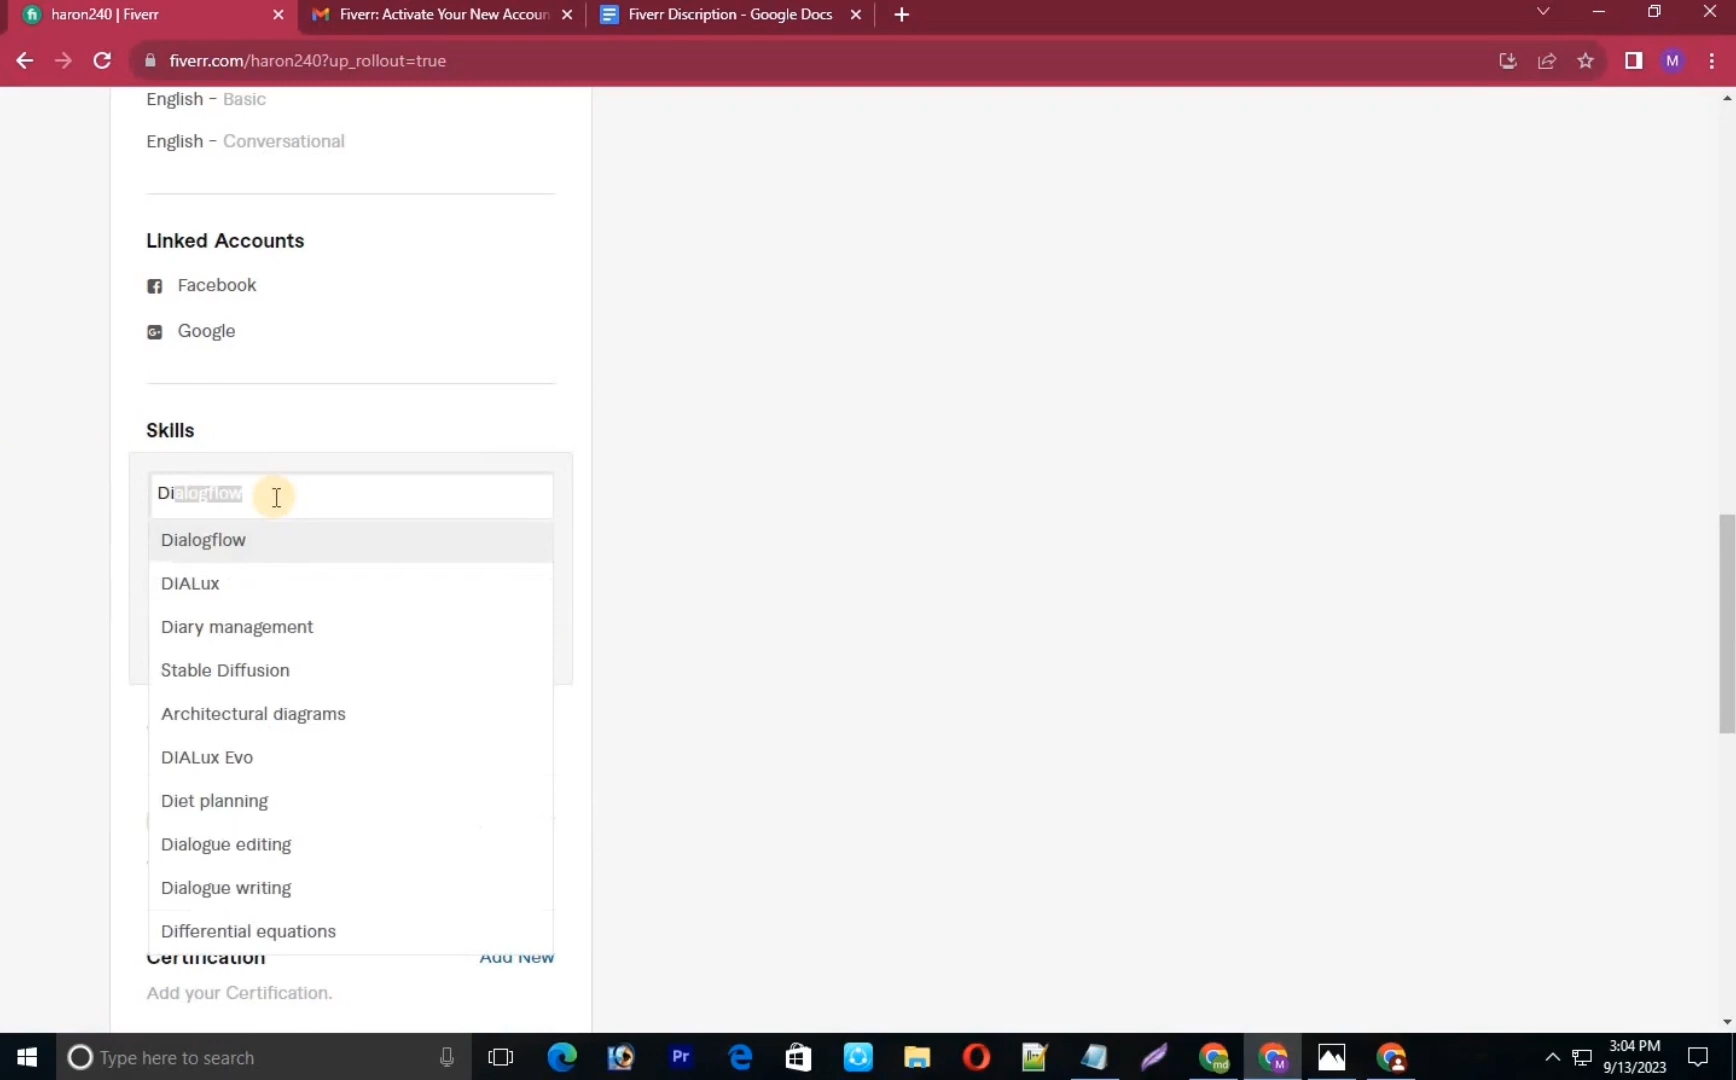 haron240 | Fiverr
Fiverr: Activate Your New Accoun
Fiverr Discription - Google Docs
fiverr.com/haron240?up_rollout=true
M
English - Basic
English - Conversational
Linked Accounts
Facebook
Google
Skills
Dialogflow
Dialogflow
DIALux
Diary management
Stable Diffusion
Architectural diagrams
DIALux Evo
Diet planning
Dialogue editing
Dialogue writing
Differential equations
Certification Add New
Add your Certification.
Type here to search
3:04 PM
9/13/2023